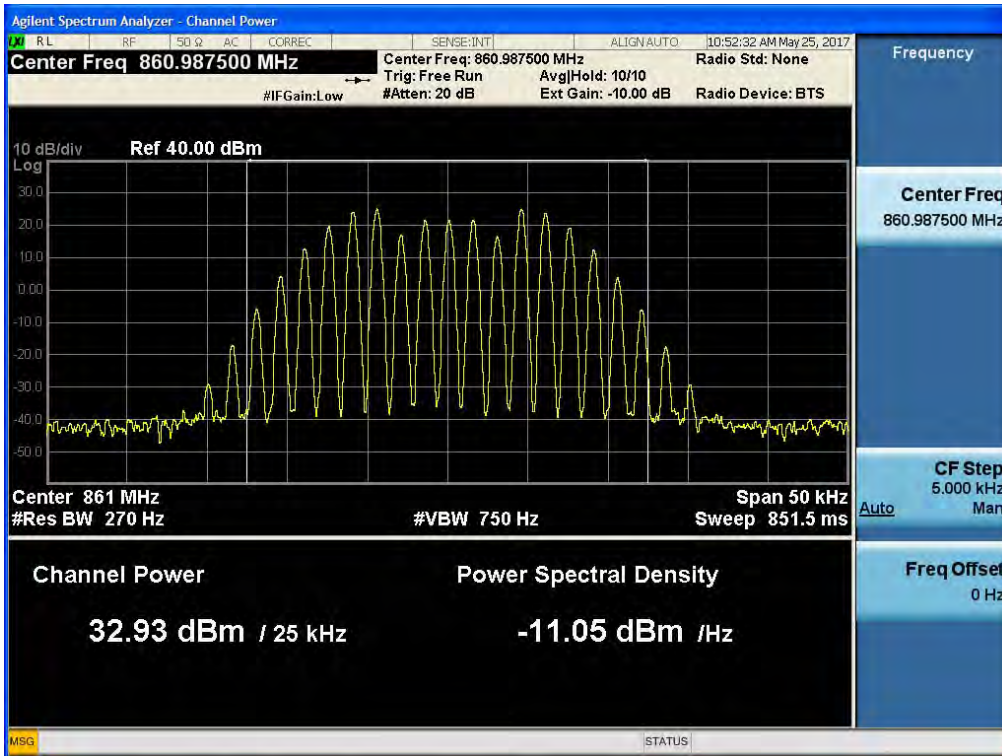 Agilent Spectrum Analyzer - Channel Power
LXI RL RF 50 Ω AC CORREC SENSE:INT ALIGN AUTO 10:52:32 AM May 25, 2017
Center Freq 860.987500 MHz
Center Freq: 860.987500 MHz
Radio Std: None
Trig: Free Run
Avg|Hold: 10/10
#IFGain:Low
#Atten: 20 dB
Ext Gain: -10.00 dB
Radio Device: BTS
10 dB/div
Ref 40.00 dBm
Log
30.0
20.0
10.0
0.00
-10.0
-20.0
-30.0
-40.0
-50.0
Center 861 MHz
Span 50 kHz
#Res BW 270 Hz
#VBW 750 Hz
Sweep 851.5 ms
Channel Power
Power Spectral Density
32.93 dBm / 25 kHz
-11.05 dBm /Hz
Frequency
Center Freq
860.987500 MHz
CF Step
5.000 kHz
Auto Man
Freq Offset
0 Hz
MSG
STATUS